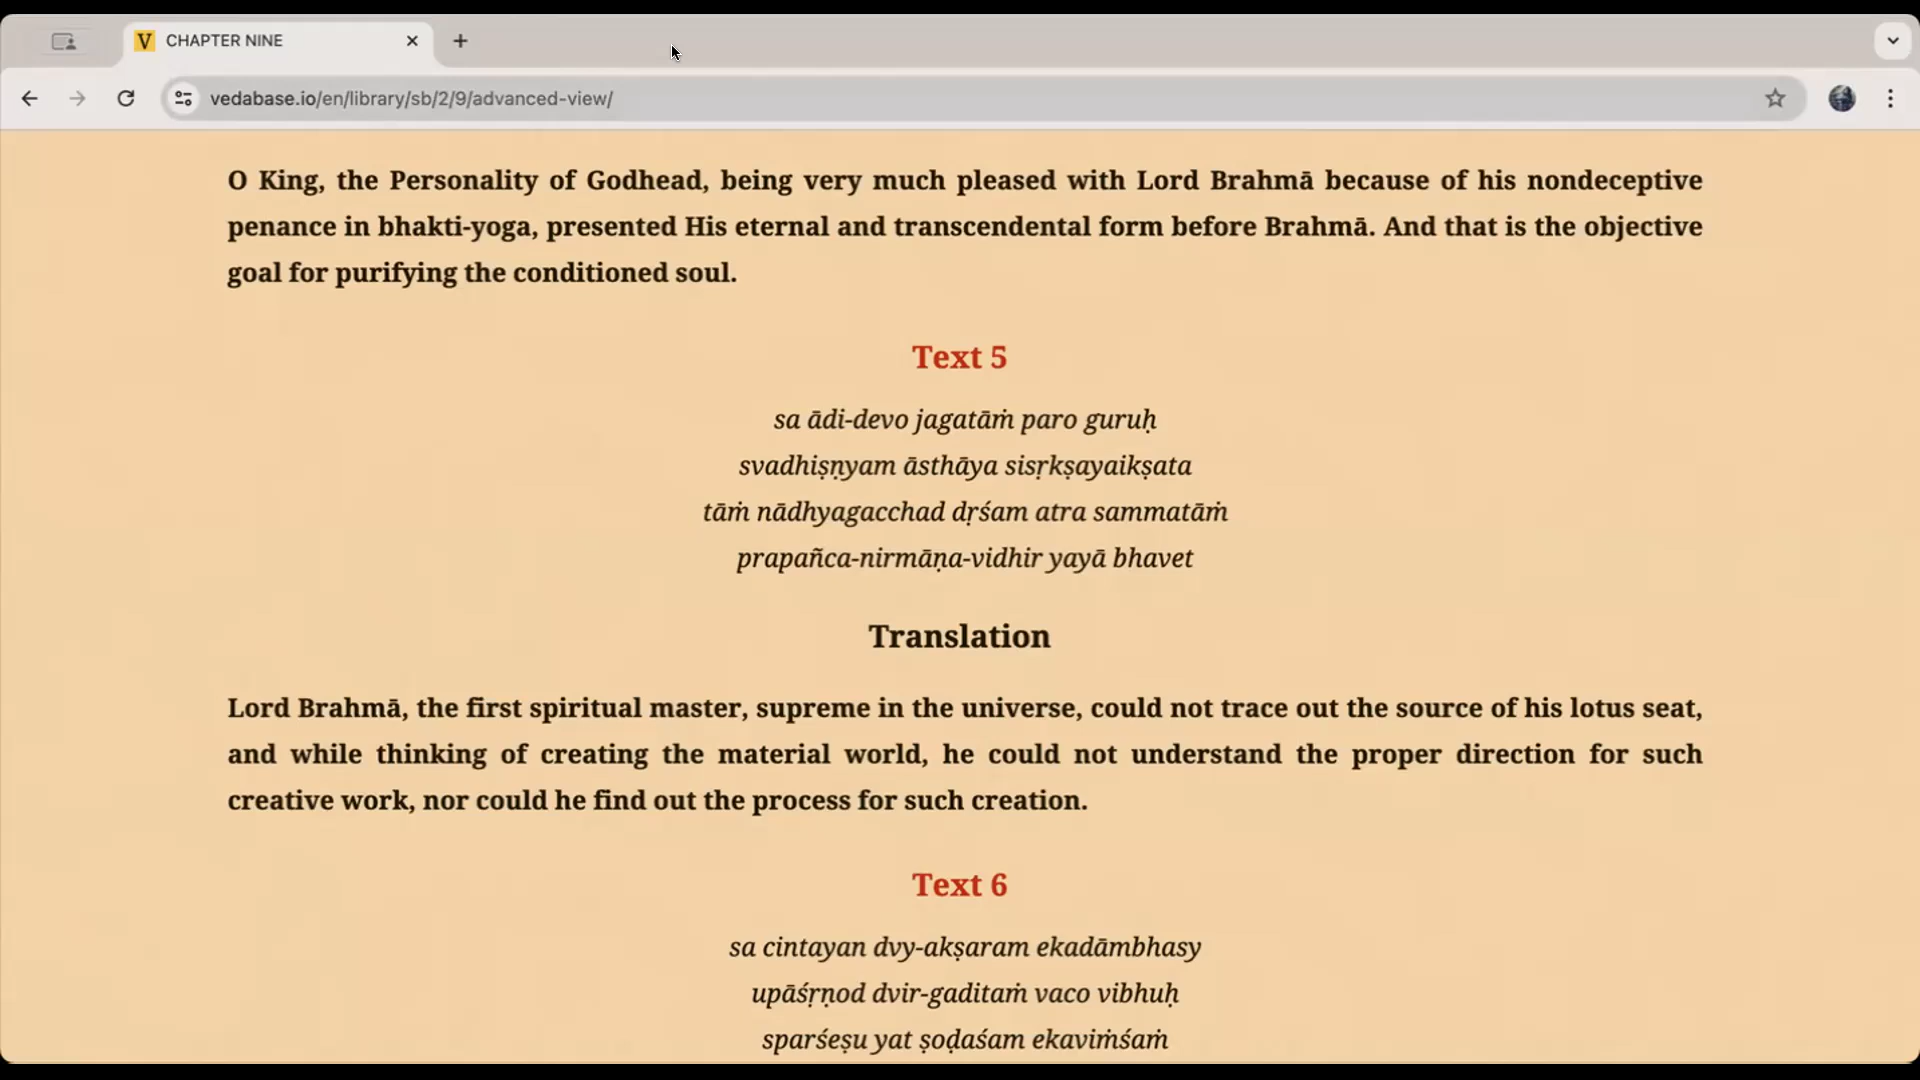 CHAPTER NINE
vedabase.io/en/library/sb/2/9/advanced-view/
O King, the Personality of Godhead, being very much pleased with Lord Brahmā because of his nondeceptive
penance in bhakti-yoga, presented His eternal and transcendental form before Brahmā. And that is the objective
goal for purifying the conditioned soul.
Text 5
sa ādi-devo jagatāṁ paro guruḥ
svadhiṣṇyam āsthāya sisṛkṣayaikṣata
tāṁ nādhyagacchad dṛśam atra sammatāṁ
prapañca-nirmāṇa-vidhir yayā bhavet
Translation
Lord Brahmā, the first spiritual master, supreme in the universe, could not trace out the source of his lotus seat,
and while thinking of creating the material world, he could not understand the proper direction for such
creative work, nor could he find out the process for such creation.
Text 6
sa cintayan dvy-akṣaram ekadāmbhasy
upāśṛṇod dvir-gaditaṁ vaco vibhuḥ
sparśeṣu yat ṣoḍaśam ekaviṁśaṁ